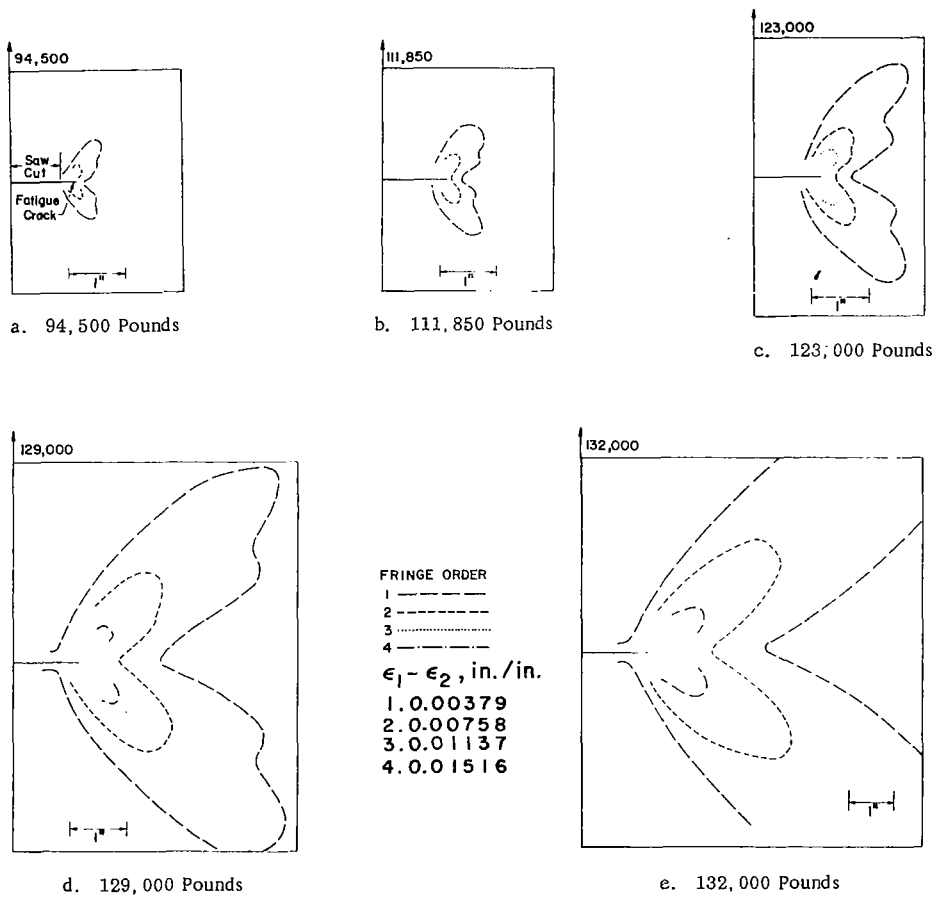 94,500
Saw
Cut
Fatigue
Crack
1"
a. 94,500 Pounds
111,850
1"
b. 111,850 Pounds
123,000
1"
c. 123,000 Pounds
129,000
1"
d. 129,000 Pounds
FRINGE ORDER
1
2
3
4
ϵ1 - ϵ2, in./in.
1. 0.00379
2. 0.00758
3. 0.01137
4. 0.01516
132,000
1"
e. 132,000 Pounds